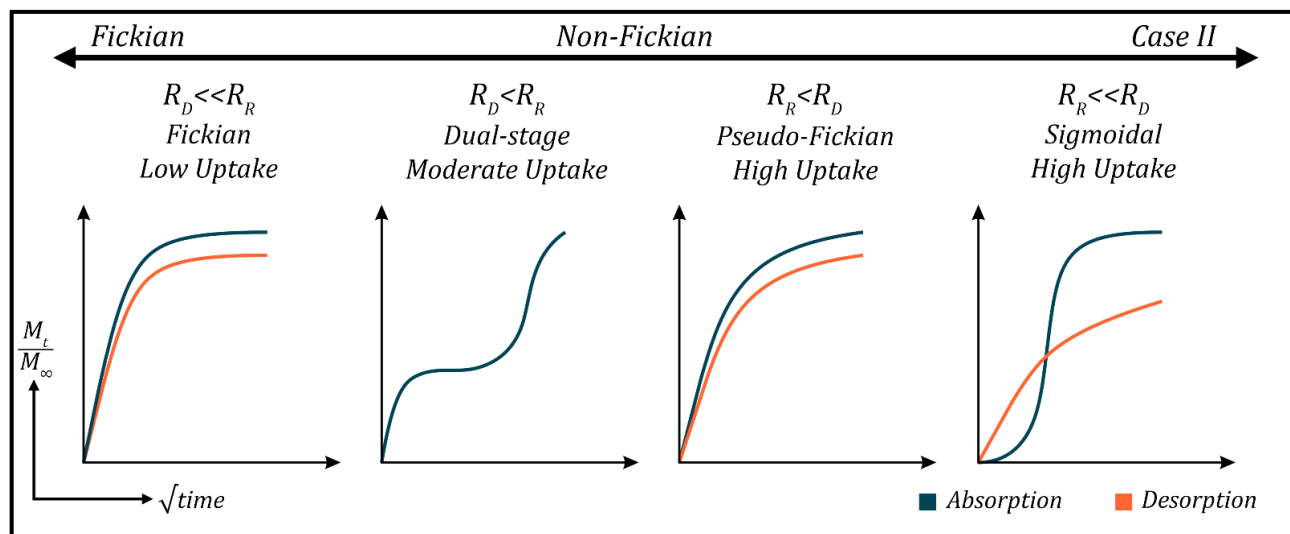 Fickian
Non-Fickian
Case II
R_D<<R_R
Fickian
Low Uptake
R_D<R_R
Dual-stage
Moderate Uptake
R_R<R_D
Pseudo-Fickian
High Uptake
R_R<<R_D
Sigmoidal
High Uptake
M_t
M_∞
√time
Absorption
Desorption